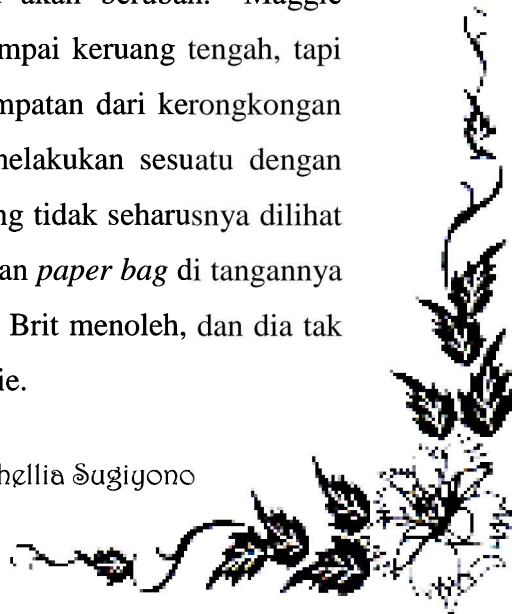 akan berubah. Maggie
mpai keruang tengah, tapi
mpatan dari kerongkongan
nelakukan sesuatu dengan
ng tidak seharusnya dilihat
an paper bag di tangannya
Brit menoleh, dan dia tak
ie.
hellia Sugiyono